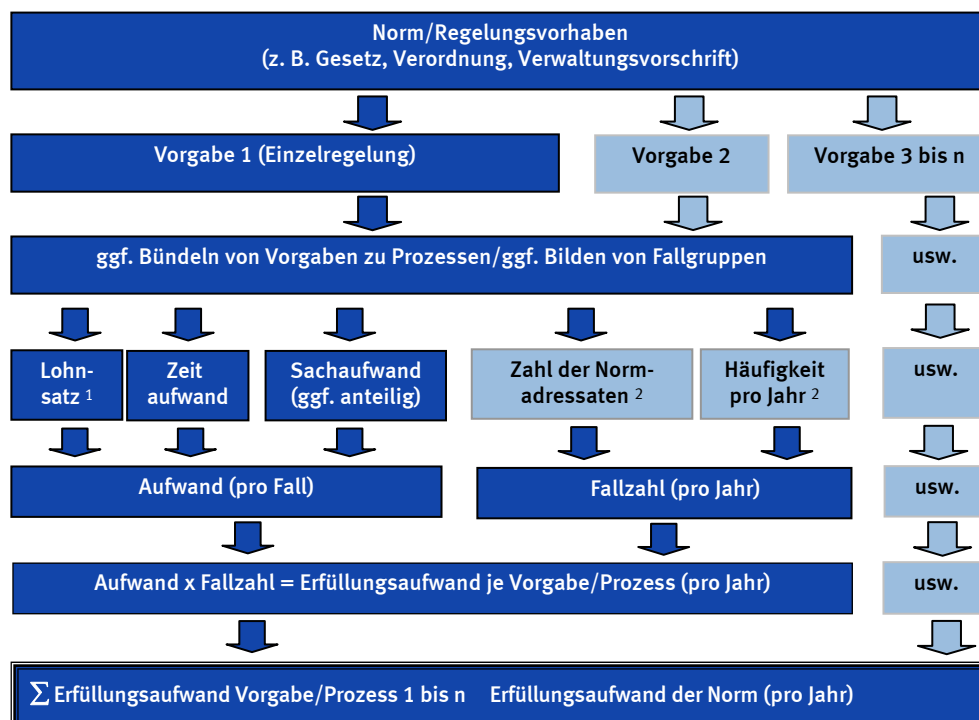 Norm/Regelungsvorhaben
(z. B. Gesetz, Verordnung, Verwaltungsvorschrift)
Vorgabe 1 (Einzelregelung)
Vorgabe 2
Vorgabe 3 bis n
ggf. Bündeln von Vorgaben zu Prozessen/ggf. Bilden von Fallgruppen
usw.
Lohn-
satz ¹
Zeit
aufwand
Sachaufwand
(ggf. anteilig)
Zahl der Norm-
adressaten ²
Häufigkeit
pro Jahr ²
usw.
Aufwand (pro Fall)
Fallzahl (pro Jahr)
usw.
Aufwand x Fallzahl = Erfüllungsaufwand je Vorgabe/Prozess (pro Jahr)
usw.
∑ Erfüllungsaufwand Vorgabe/Prozess 1 bis n Erfüllungsaufwand der Norm (pro Jahr)